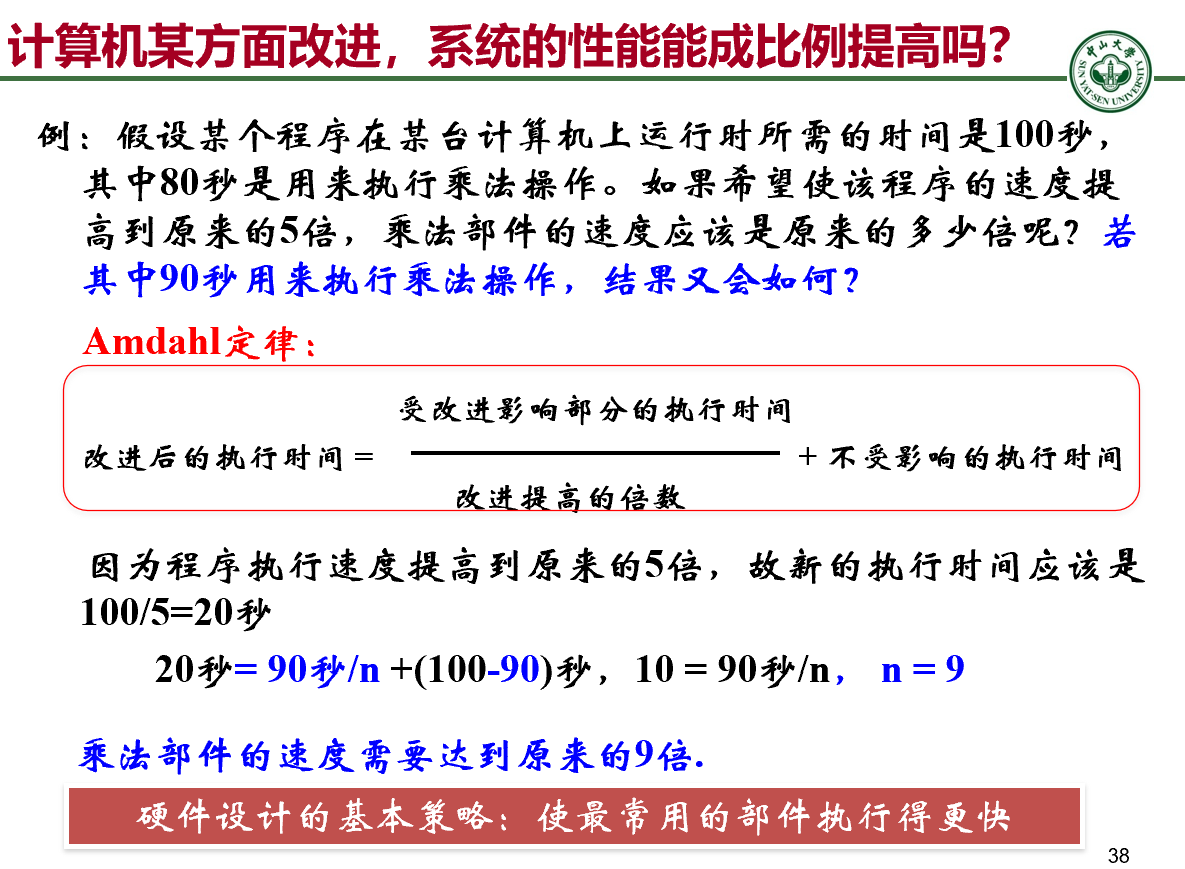 计算机某方面改进，系统的性能能成比例提高吗？
中山大学
SUN YAT-SEN UNIVERSITY
例：假设某个程序在某台计算机上运行时所需的时间是100秒，
其中80秒是用来执行乘法操作。如果希望使该程序的速度提
高到原来的5倍，乘法部件的速度应该是原来的多少倍呢？若
其中90秒用来执行乘法操作，结果又会如何？
Amdahl定律：
受改进影响部分的执行时间
改进后的执行时间 = + 不受影响的执行时间
改进提高的倍数
因为程序执行速度提高到原来的5倍，故新的执行时间应该是
100/5=20秒
20秒= 90秒/n +(100-90)秒，10 = 90秒/n， n = 9
乘法部件的速度需要达到原来的9倍.
硬件设计的基本策略：使最常用的部件执行得更快
38